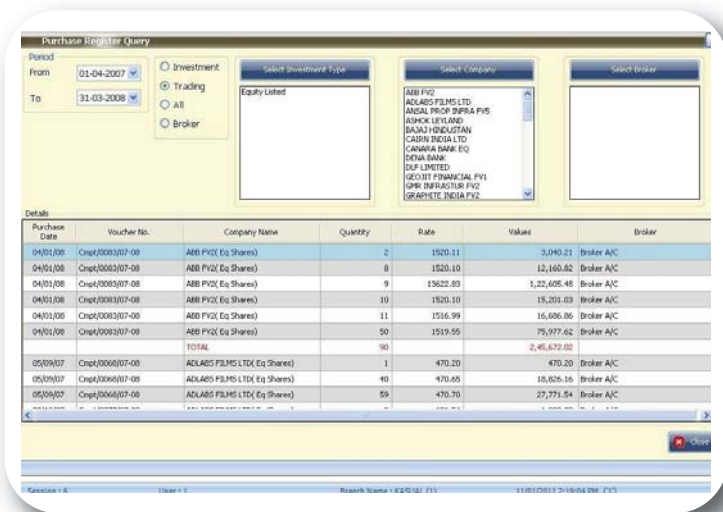 Purchase Register Query
Period
From 01-04-2007
To 31-03-2008
Investment
Trading
All
Broker
Select Investment Type
Equity Listed
Select Company
ABB FV2
ADLABS FILMS LTD
ANSAL PROP INFRA FV5
ASHOK LEYLAND
BAJAJ HINDUSTAN
CAIRN INDIA LTD
CANARA BANK EQ
DENA BANK
DLF LIMITED
GEOJIT FINANCIAL FV1
GMR INFRASTUR FV2
GRAPHITE INDIA FV2
Select Broker
Details
Purchase Date Voucher No. Company Name Quantity Rate Values Broker
04/01/08 Cmpt/0083/07-08 ABB FV2( Eq Shares) 2 1520.11 3,040.21 Broker A/C
04/01/08 Cmpt/0083/07-08 ABB FV2( Eq Shares) 8 1520.10 12,160.82 Broker A/C
04/01/08 Cmpt/0083/07-08 ABB FV2( Eq Shares) 9 13622.83 1,22,605.48 Broker A/C
04/01/08 Cmpt/0083/07-08 ABB FV2( Eq Shares) 10 1520.10 15,201.03 Broker A/C
04/01/08 Cmpt/0083/07-08 ABB FV2( Eq Shares) 11 1516.99 16,686.86 Broker A/C
04/01/08 Cmpt/0083/07-08 ABB FV2( Eq Shares) 50 1519.55 75,977.62 Broker A/C
TOTAL 90 2,45,672.02
05/09/07 Cmpt/0068/07-08 ADLABS FILMS LTD( Eq Shares) 1 470.20 470.20 Broker A/C
05/09/07 Cmpt/0068/07-08 ADLABS FILMS LTD( Eq Shares) 40 470.65 18,826.16 Broker A/C
05/09/07 Cmpt/0068/07-08 ADLABS FILMS LTD( Eq Shares) 59 470.70 27,771.54 Broker A/C
Close
Session : 6 User : 1 Branch Name : KASUAL (1) 11/01/2011 7:19:04 PM (1)